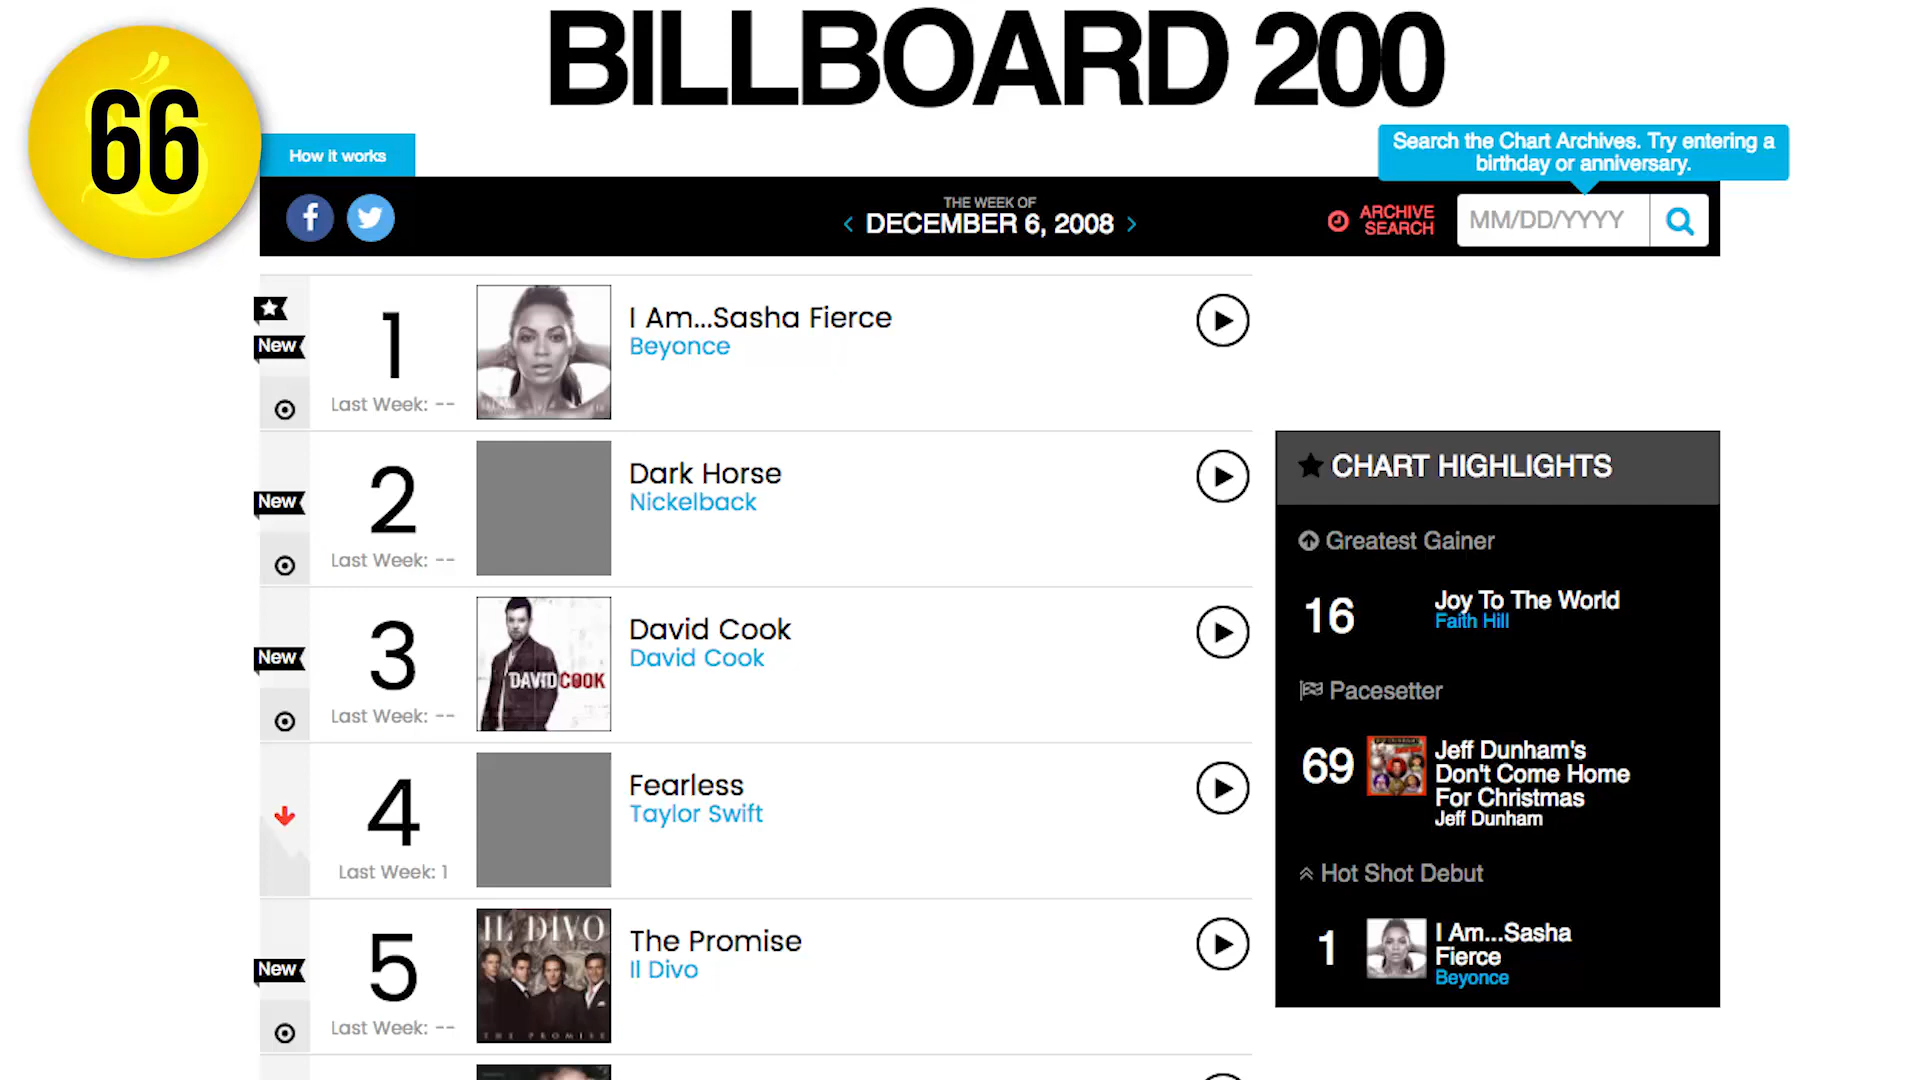 BILLBOARD 200
66
How it works
Search the Chart Archives. Try entering a
birthday or anniversary.
THE WEEK OF
DECEMBER 6, 2008
ARCHIVE
SEARCH
MM/DD/YYYY
New
1
Last Week: --
I Am...Sasha Fierce
Beyonce
New
2
Last Week: --
Dark Horse
Nickelback
New
3
Last Week: --
DAVID COOK
David Cook
David Cook
4
Last Week: 1
Fearless
Taylor Swift
New
5
Last Week: --
IL DIVO
THE PROMISE
The Promise
Il Divo
CHART HIGHLIGHTS
Greatest Gainer
16
Joy To The World
Faith Hill
Pacesetter
69
Jeff Dunham's
Don't Come Home
For Christmas
Jeff Dunham
Hot Shot Debut
1
I Am...Sasha
Fierce
Beyonce